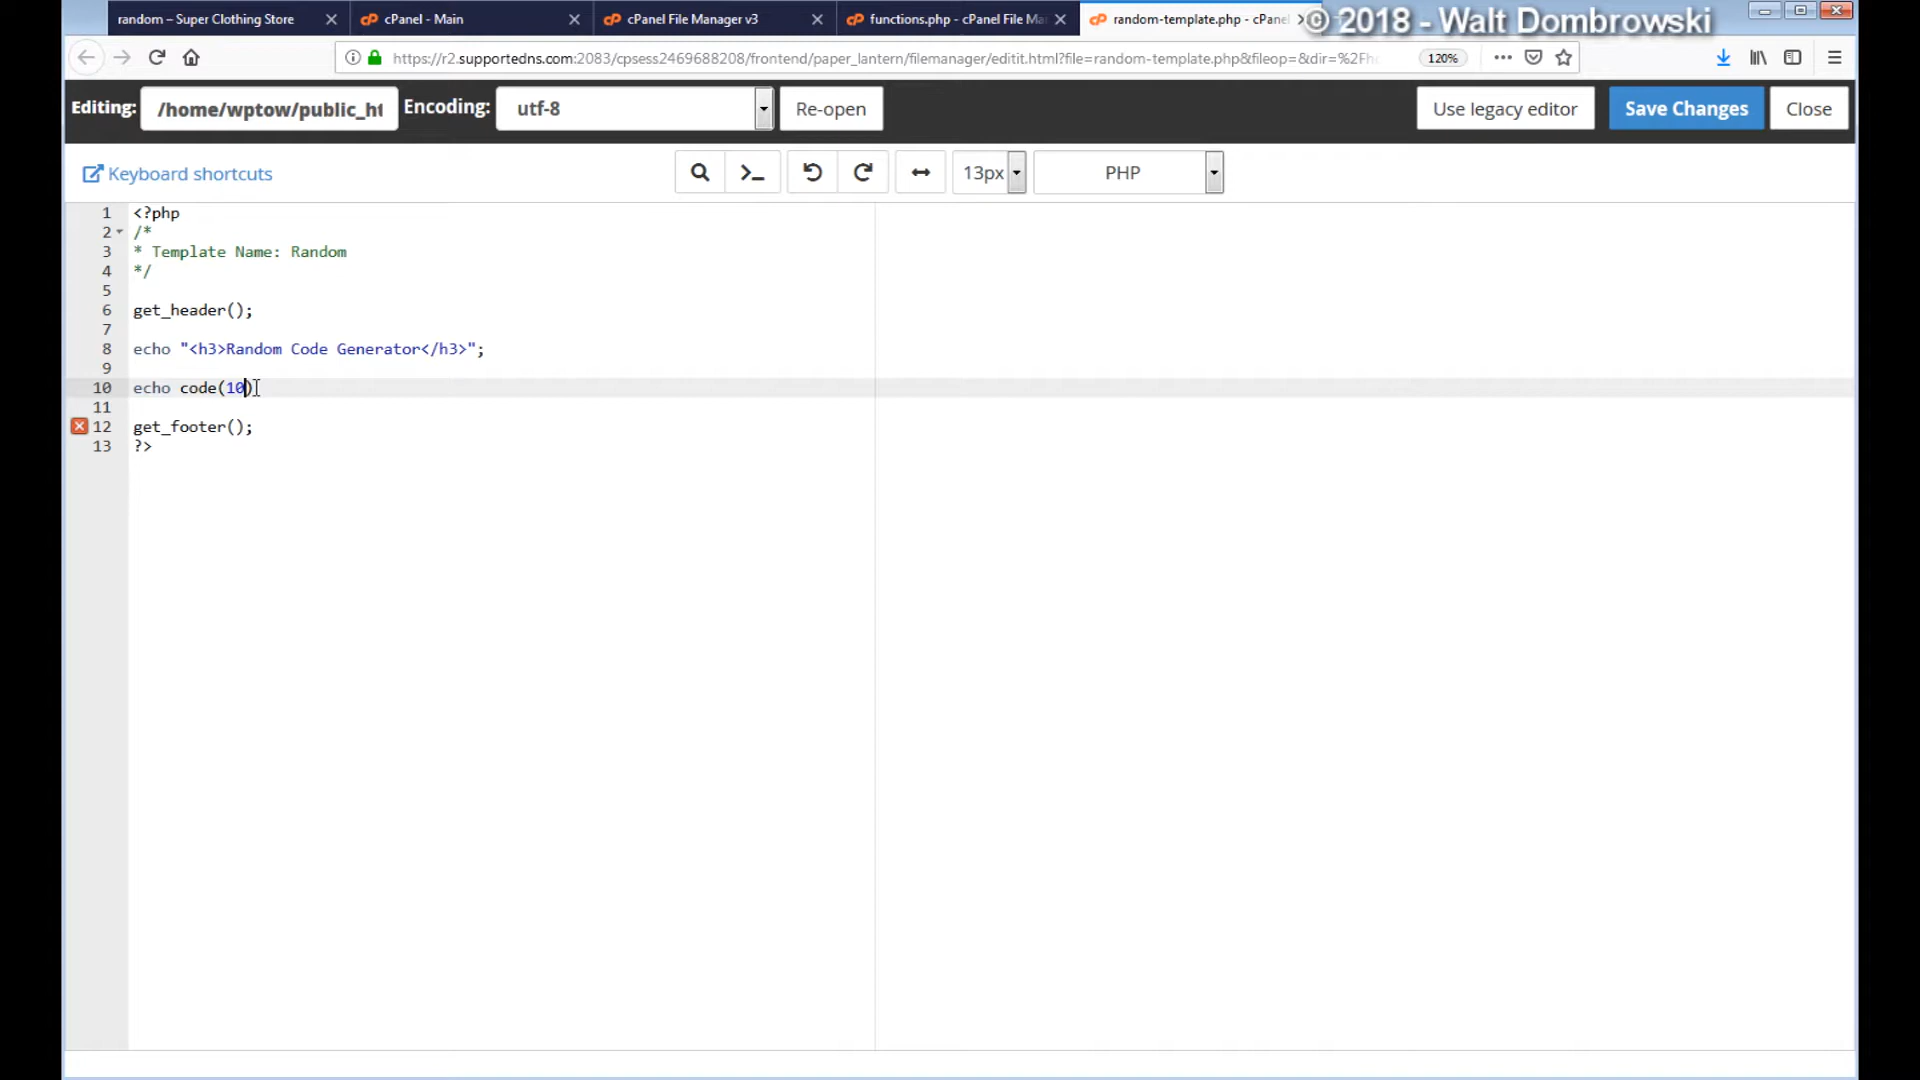 random – Super Clothing Store
cPanel - Main
cPanel File Manager v3
functions.php - cPanel File Ma
random-template.php - cPanel
© 2018 - Walt Dombrowski
https://r2.supportedns.com:2083/cpsess2469688208/frontend/paper_lantern/filemanager/editit.html?file=random-template.php&fileop=&dir=%2Fh
120%
Editing:
/home/wptow/public_ht
Encoding:
utf-8
Re-open
Use legacy editor
Save Changes
Close
Keyboard shortcuts
13px
PHP
1 <?php
2 /*
3 * Template Name: Random
4 */
5
6 get_header();
7
8 echo "<h3>Random Code Generator</h3>";
9
10 echo code(10)
11
12 get_footer();
13 ?>